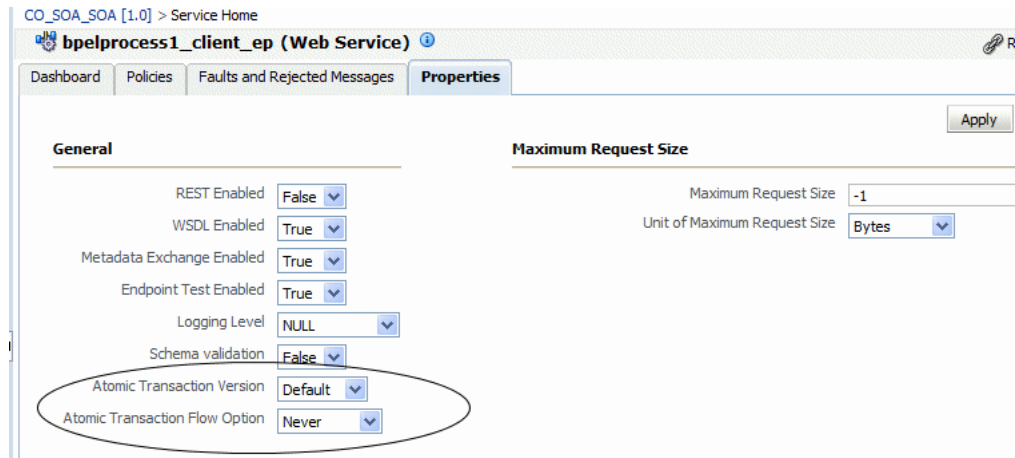 CO_SOA_SOA [1.0] > Service Home
bpelprocess1_client_ep (Web Service)
Dashboard Policies Faults and Rejected Messages Properties
Apply
General Maximum Request Size
REST Enabled False Maximum Request Size -1
WSDL Enabled True Unit of Maximum Request Size Bytes
Metadata Exchange Enabled True
Endpoint Test Enabled True
Logging Level NULL
Schema validation False
Atomic Transaction Version Default
Atomic Transaction Flow Option Never